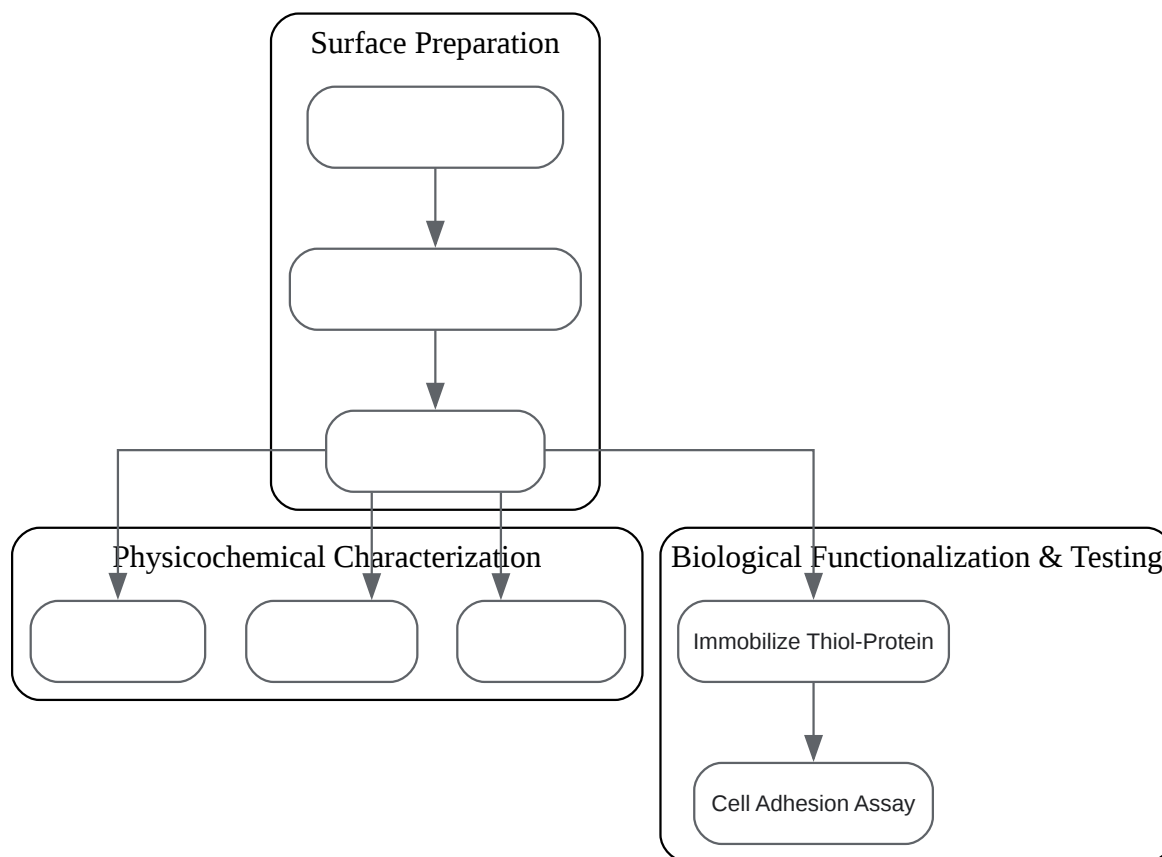 Surface Preparation
Physicochemical Characterization
Biological Functionalization & Testing
Immobilize Thiol-Protein
Cell Adhesion Assay